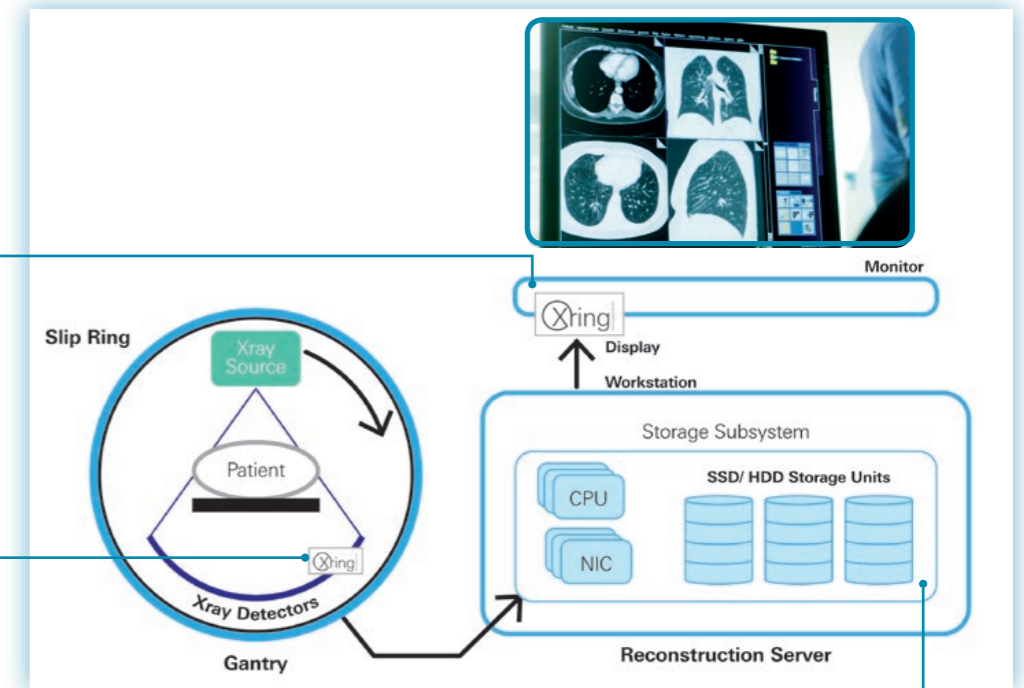 Monitor
Xring
Display
Workstation
Slip Ring
Xray
Source
Patient
Xring
Xray Detectors
Gantry
Storage Subsystem
SSD/ HDD Storage Units
CPU
NIC
Reconstruction Server